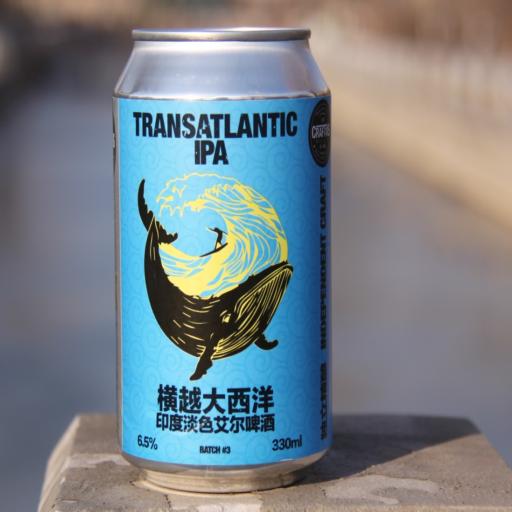 TRANSATLANTIC
IPA
CRAFTHEAD
INDEPENDENT CRAFT
横越大西洋
印度淡色艾尔啤酒
6.5%
BATCH #3
330ml